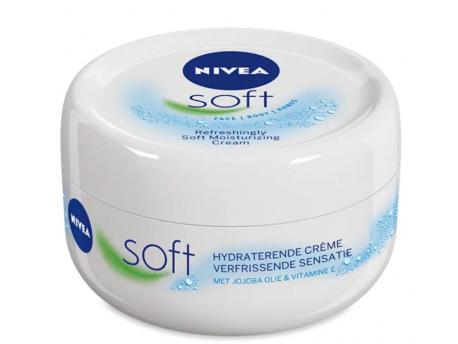 NIVEA
soft
FACE | BODY | HANDS
Refreshingly
Soft Moisturizing
Cream
NIVEA
soft
HYDRATERENDE CRÈME
VERFRISSENDE SENSATIE
MET JOJOBA OLIE & VITAMINE E